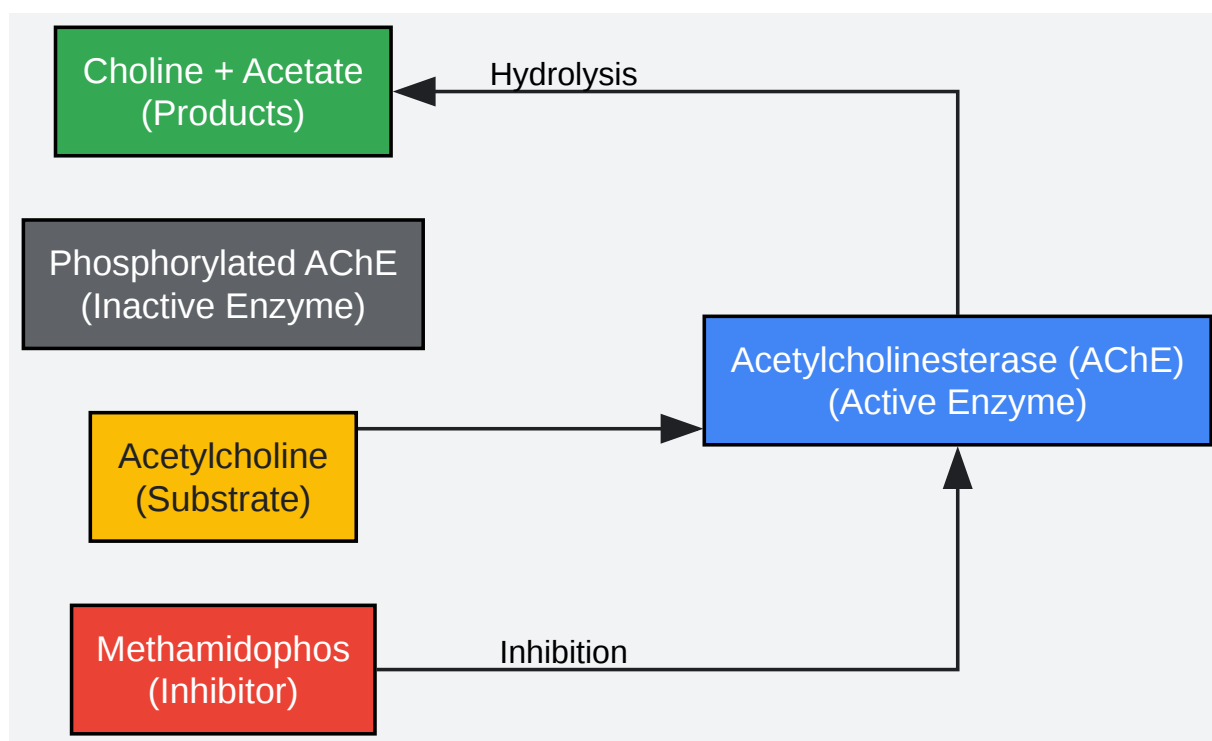 Choline + Acetate
(Products)
Hydrolysis
Phosphorylated AChE
(Inactive Enzyme)
Acetylcholinesterase (AChE)
(Active Enzyme)
Acetylcholine
(Substrate)
Methamidophos
(Inhibitor)
Inhibition